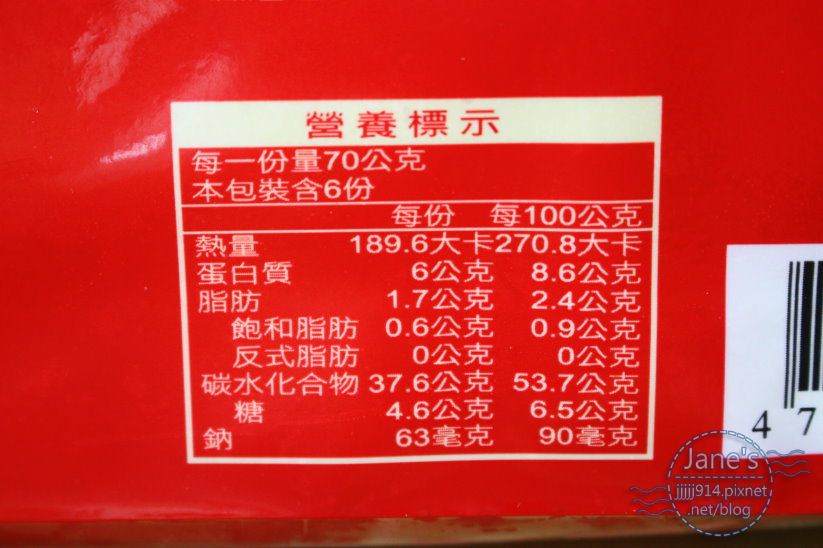 營養標示
每一份量70公克
本包裝含6份
每份 每100公克
熱量 189.6大卡 270.8大卡
蛋白質 6公克 8.6公克
脂肪 1.7公克 2.4公克
飽和脂肪 0.6公克 0.9公克
反式脂肪 0公克 0公克
碳水化合物 37.6公克 53.7公克
糖 4.6公克 6.5公克
鈉 63毫克 90毫克
4 7
Jane's
jjjjj914.pixnet
.net/blog